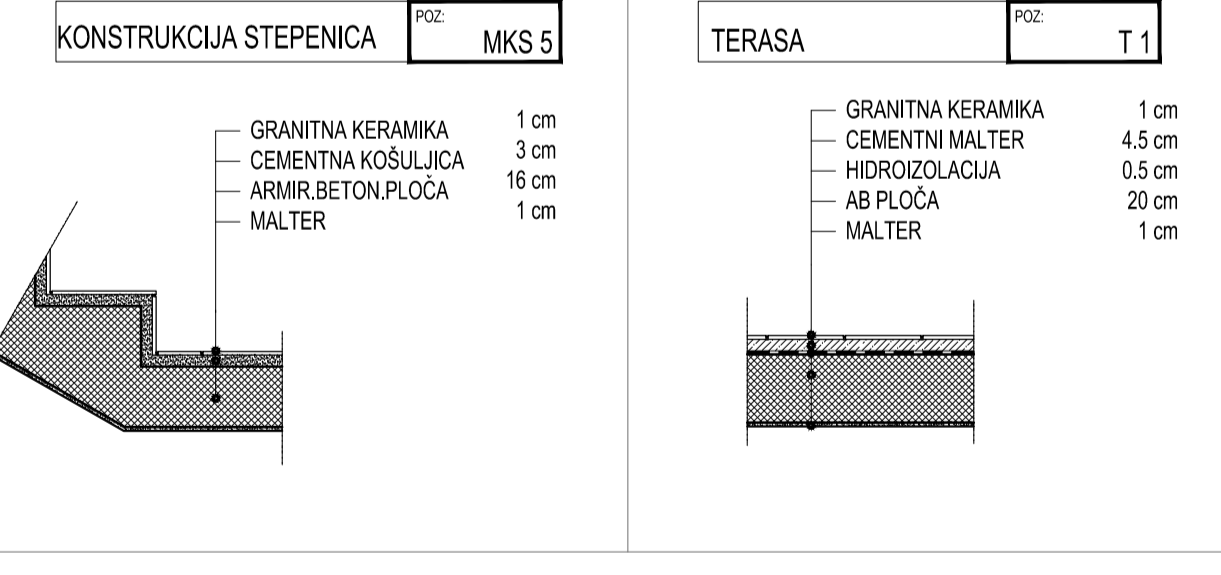 KONSTRUKCIJA STEPENICA
POZ:
MKS 5
GRANITNA KERAMIKA 1 cm
CEMENTNA KOŠULJICA 3 cm
ARMIR.BETON.PLOČA 16 cm
MALTER 1 cm
TERASA
POZ:
T 1
GRANITNA KERAMIKA 1 cm
CEMENTNI MALTER 4.5 cm
HIDROIZOLACIJA 0.5 cm
AB PLOČA 20 cm
MALTER 1 cm